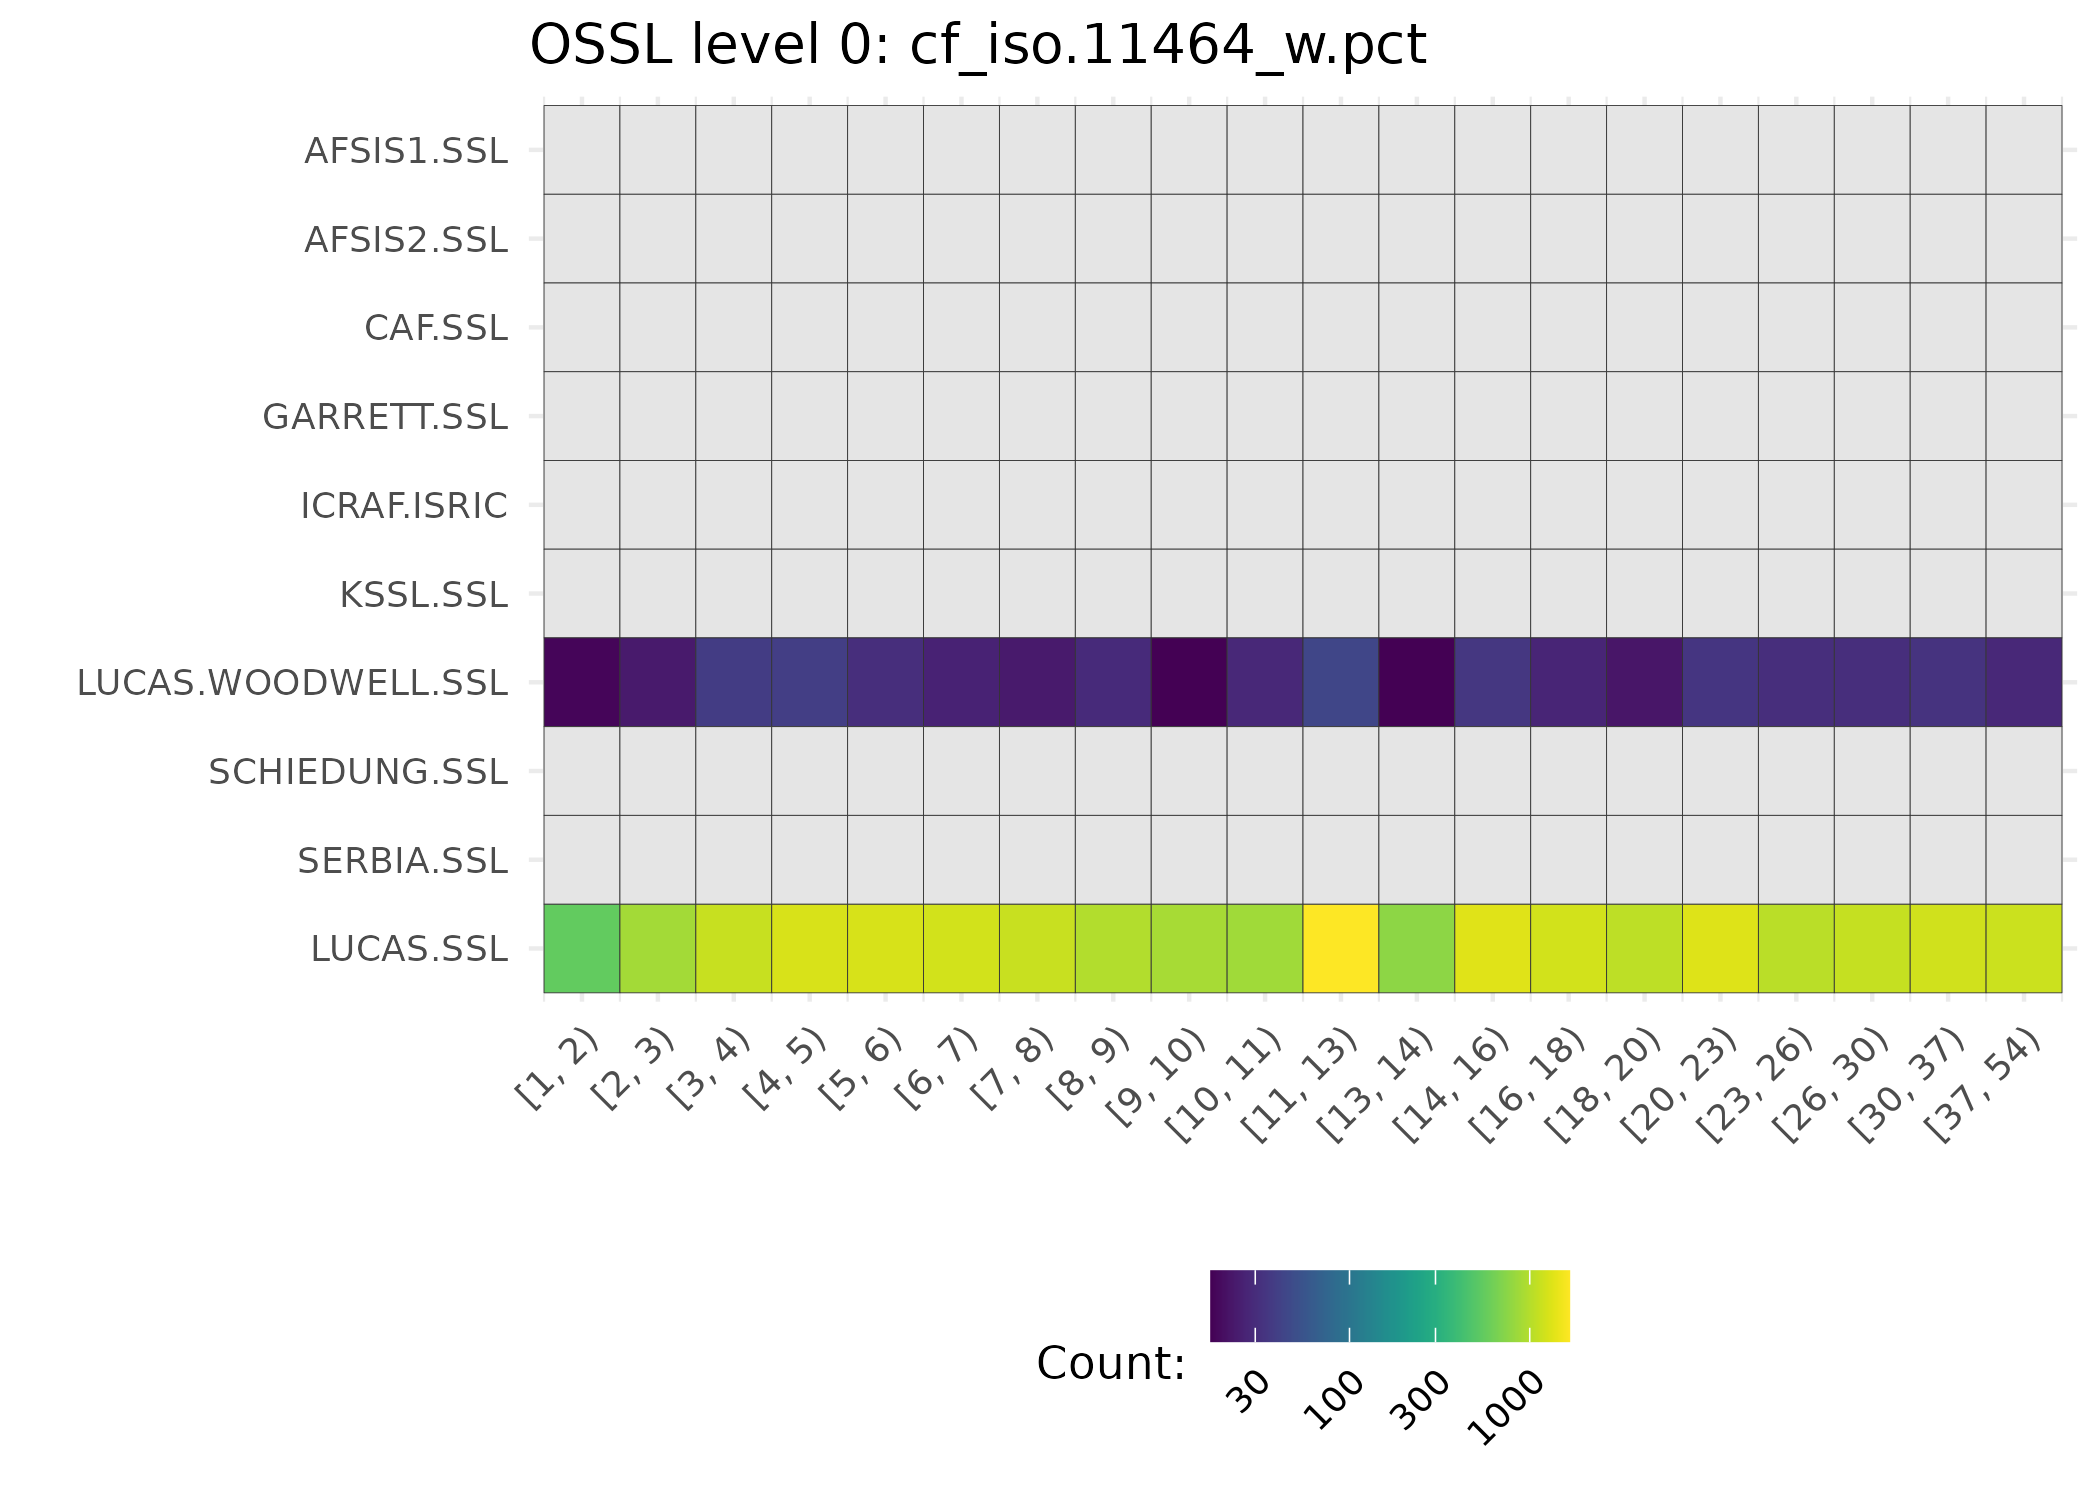 OSSL level 0: cf_iso.11464_w.pct
AFSIS1.SSL
AFSIS2.SSL
CAF.SSL
GARRETT.SSL
ICRAF.ISRIC
KSSL.SSL
LUCAS.WOODWELL.SSL
SCHIEDUNG.SSL
SERBIA.SSL
LUCAS.SSL
[1, 2)
[2, 3)
[3, 4)
[4, 5)
[5, 6)
[6, 7)
[7, 8)
[8, 9)
[9, 10)
[10, 11)
[11, 13)
[13, 14)
[14, 16)
[16, 18)
[18, 20)
[20, 23)
[23, 26)
[26, 30)
[30, 37)
[37, 54)
Count:
30
100
300
1000